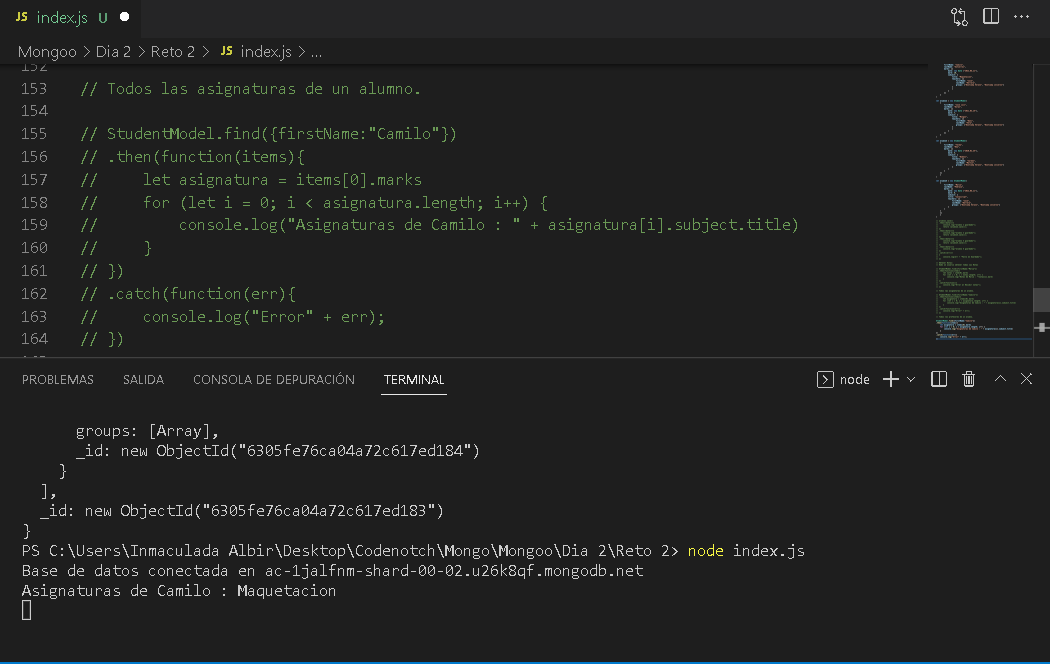 JS index.js U
Mongoo > Dia 2 > Reto 2 > JS index.js > ...
152
153 // Todos las asignaturas de un alumno.
154
155 // StudentModel.find({firstName:"Camilo"})
156 // .then(function(items){
157 //     let asignatura = items[0].marks
158 //     for (let i = 0; i < asignatura.length; i++) {
159 //         console.log("Asignaturas de Camilo : " + asignatura[i].subject.title)
160 //     }
161 // })
162 // .catch(function(err){
163 //     console.log("Error" + err);
164 // })
PROBLEMAS SALIDA CONSOLA DE DEPURACIÓN TERMINAL node
groups: [Array],
_id: new ObjectId("6305fe76ca04a72c617ed184")
}
],
_id: new ObjectId("6305fe76ca04a72c617ed183")
}
PS C:\Users\Inmaculada Albir\Desktop\Codenotch\Mongo\Mongoo\Dia 2\Reto 2> node index.js
Base de datos conectada en ac-1jalfnm-shard-00-02.u26k8qf.mongodb.net
Asignaturas de Camilo : Maquetacion